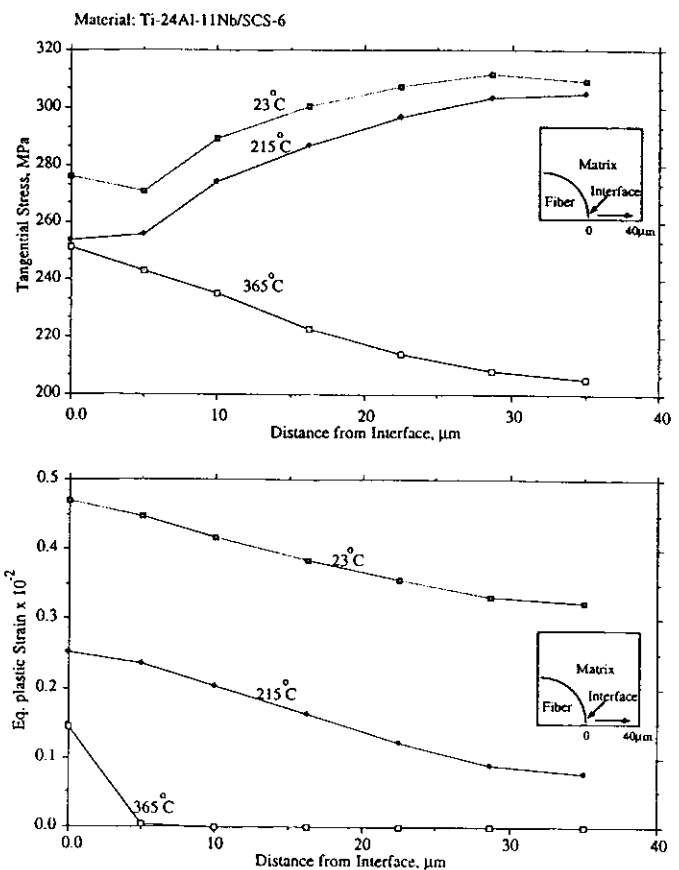 Material: Ti-24Al-11Nb/SCS-6
320
300
280
260
240
220
200
Tangential Stress, MPa
23°C
215°C
365°C
Matrix
Interface
Fiber
0 40μm
0.0 10 20 30 40
Distance from Interface, μm
0.5
0.4
0.3
0.2
0.1
0.0
Eq. plastic Strain x 10⁻²
23°C
215°C
365°C
Matrix
Interface
Fiber
0 40μm
0.0 10 20 30 40
Distance from Interface, μm